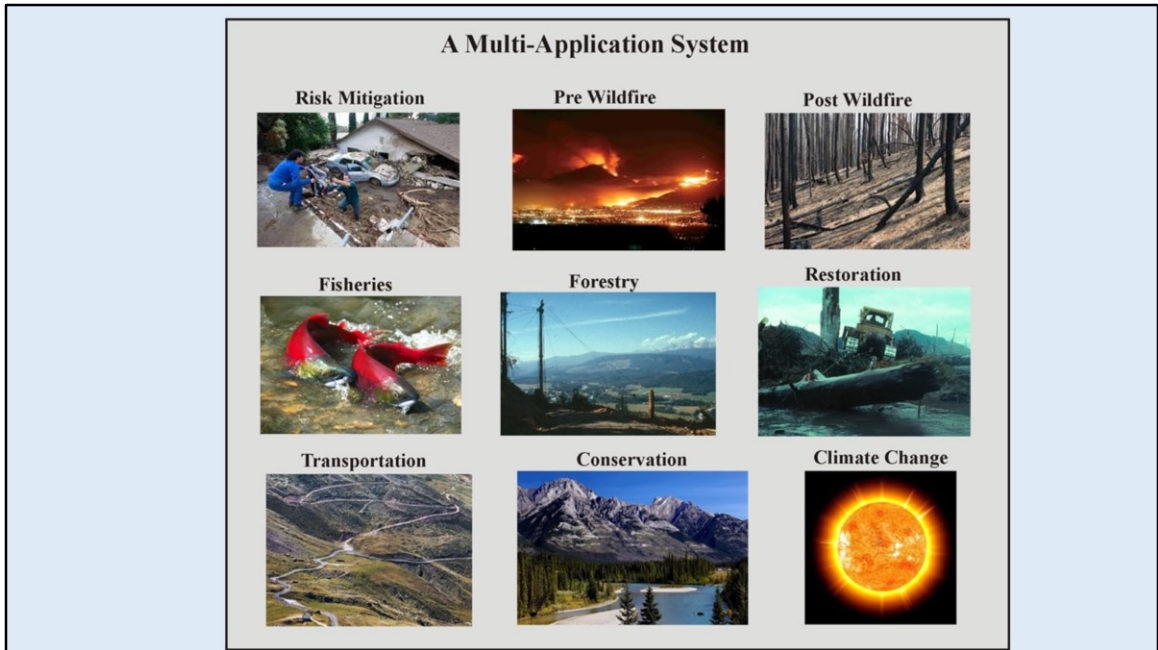 A Multi-Application System
Risk Mitigation
Pre Wildfire
Post Wildfire
Fisheries
Forestry
Restoration
Transportation
Conservation
Climate Change